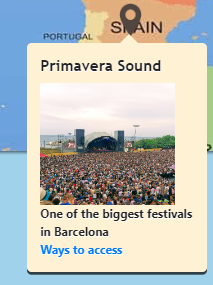 SPAIN
PORTUGAL
Primavera Sound
One of the biggest festivals
in Barcelona
Ways to access